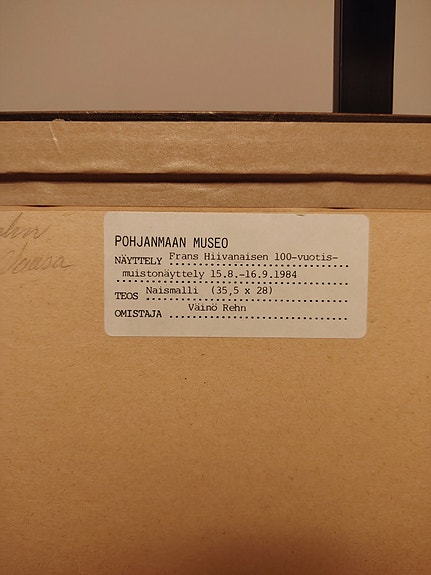 POHJANMAAN MUSEO
NÄYTTELY Frans Hiivanaisen 100-vuotis-
muistonäyttely 15.8.-16.9.1984
TEOS Naismalli (35,5 x 28)
OMISTAJA Väinö Rehn